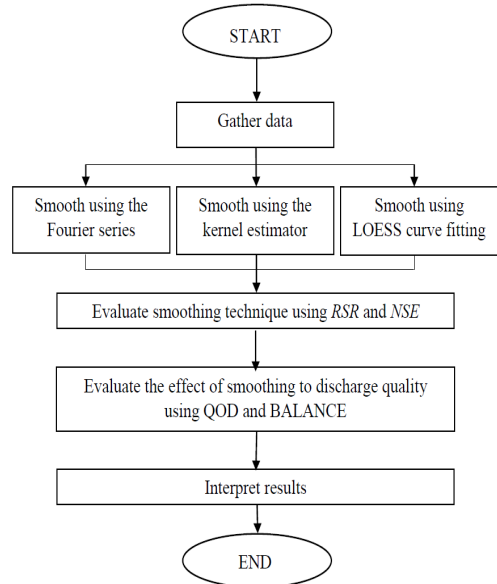 START
Gather data
Smooth using the
Fourier series
Smooth using the
kernel estimator
Smooth using
LOESS curve fitting
Evaluate smoothing technique using RSR and NSE
Evaluate the effect of smoothing to discharge quality
using QOD and BALANCE
Interpret results
END